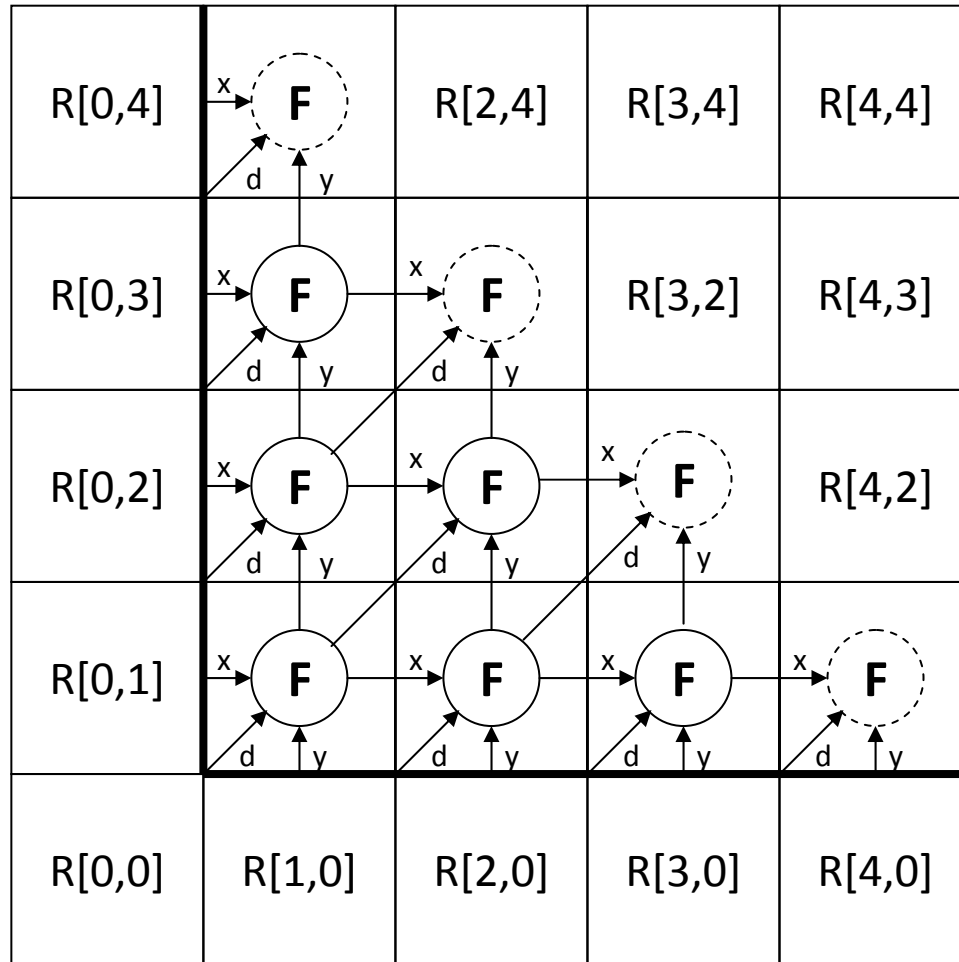 R[0,4] x F R[2,4] R[3,4] R[4,4]
d y
R[0,3] x F x F R[3,2] R[4,3]
d y d y
R[0,2] x F x F x F R[4,2]
d y d y d y
R[0,1] x F x F x F x F
d y d y d y d y
R[0,0] R[1,0] R[2,0] R[3,0] R[4,0]